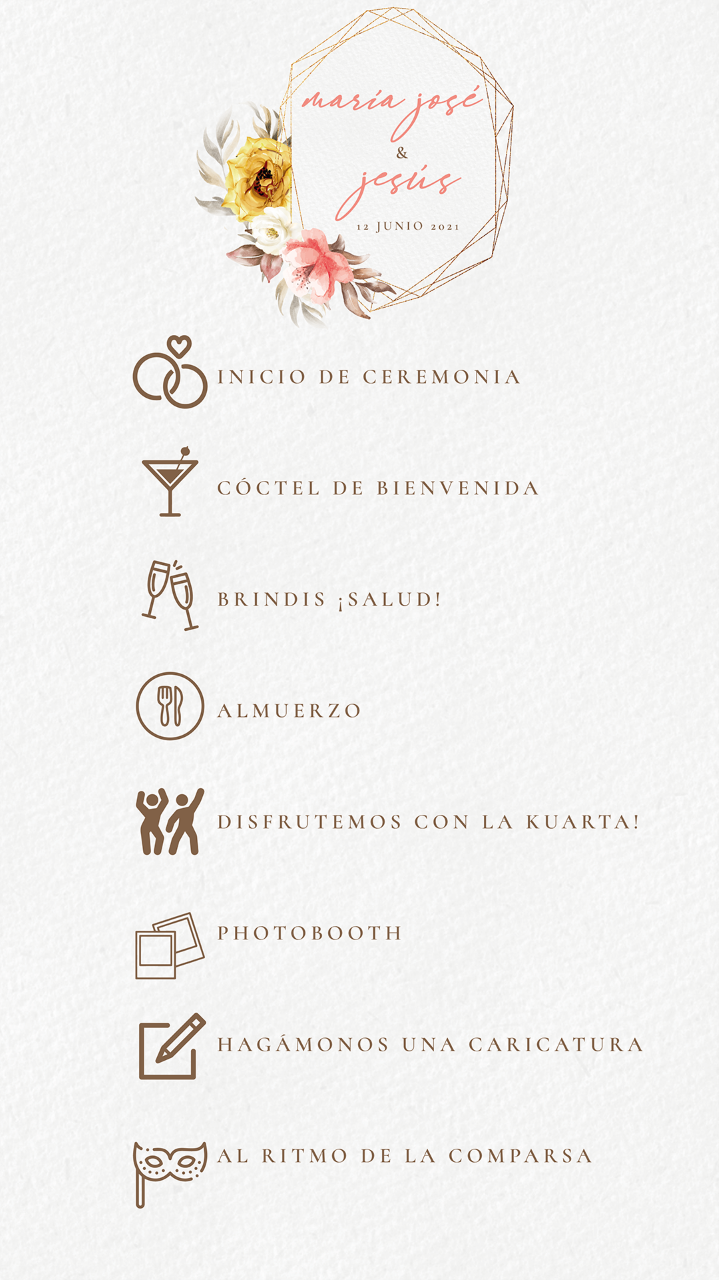 maría josé
&
jesús
12 JUNIO 2021
INICIO DE CEREMONIA
CÓCTEL DE BIENVENIDA
BRINDIS ¡SALUD!
ALMUERZO
DISFRUTEMOS CON LA KUARTA!
PHOTOBOOTH
HAGÁMONOS UNA CARICATURA
AL RITMO DE LA COMPARSA